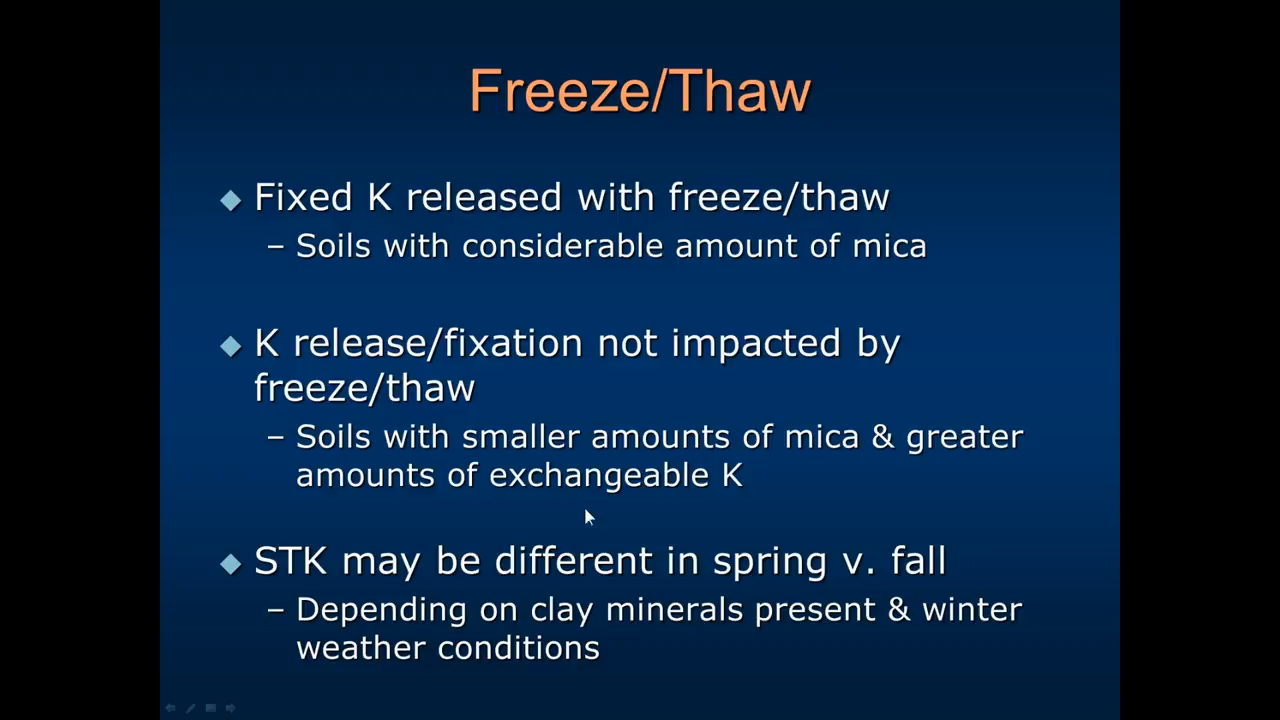 Freeze/Thaw
Fixed K released with freeze/thaw
– Soils with considerable amount of mica
K release/fixation not impacted by
freeze/thaw
– Soils with smaller amounts of mica & greater
amounts of exchangeable K
STK may be different in spring v. fall
– Depending on clay minerals present & winter
weather conditions